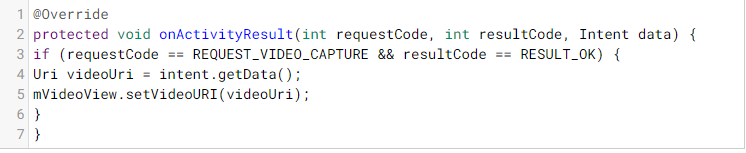 1 @Override
2 protected void onActivityResult(int requestCode, int resultCode, Intent data) {
3 if (requestCode == REQUEST_VIDEO_CAPTURE && resultCode == RESULT_OK) {
4 Uri videoUri = intent.getData();
5 mVideoView.setVideoURI(videoUri);
6 }
7 }